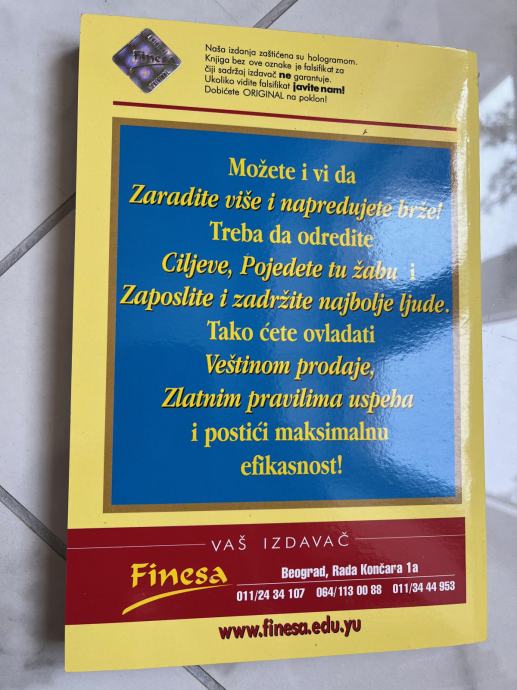 Finesa
Naša izdanja zaštićena su hologramom.
Knjiga bez ove oznake je falsifikat za
čiji sadržaj izdavač ne garantuje.
Ukoliko vidite falsifikat javite nam!
Dobićete ORIGINAL na poklon!
Možete i vi da
Zaradite više i napredujete brže!
Treba da odredite
Ciljeve, Pojedete tu žabu i
Zaposlite i zadržite najbolje ljude.
Tako ćete ovladati
Veštinom prodaje,
Zlatnim pravilima uspeha
i postići maksimalnu
efikasnost!
VAŠ IZDAVAČ
Finesa
Beograd, Rada Končara 1a
011/24 34 107 064/113 00 88 011/34 44 953
www.finesa.edu.yu